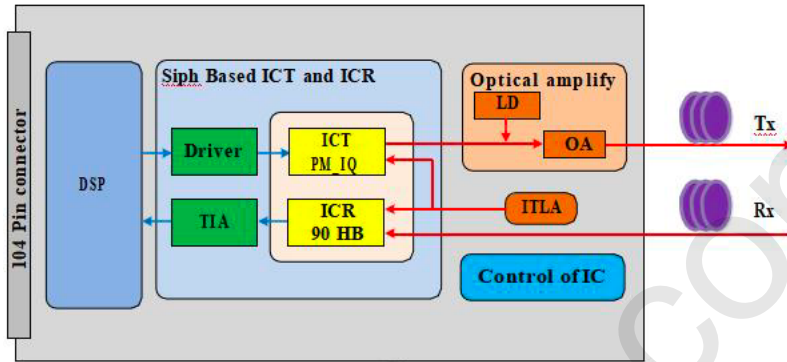 104 Pin connector
DSP
Siph Based ICT and ICR
Driver
ICT
PM_IQ
TIA
ICR
90 HB
Optical amplify
LD
OA
ITLA
Control of IC
Tx
Rx